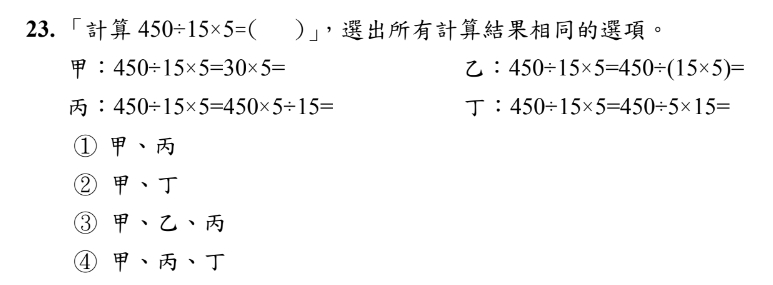 23.「計算 450÷15×5=(　　)」，選出所有計算結果相同的選項。
甲：450÷15×5=30×5=　　乙：450÷15×5=450÷(15×5)=
丙：450÷15×5=450×5÷15=　　丁：450÷15×5=450÷5×15=
① 甲、丙
② 甲、丁
③ 甲、乙、丙
④ 甲、丙、丁